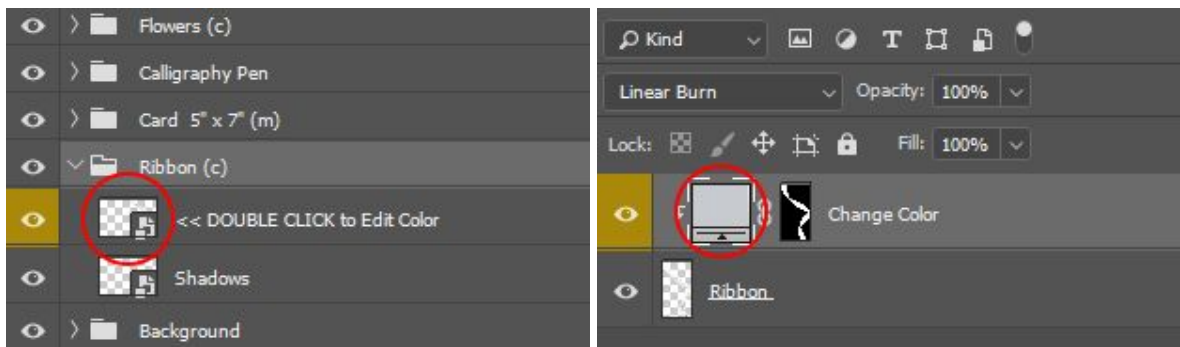 Flowers (c)
Calligraphy Pen
Card 5" x 7" (m)
Ribbon (c)
<< DOUBLE CLICK to Edit Color
Shadows
Background
Kind
T
Linear Burn Opacity: 100%
Lock: Fill: 100%
Change Color
Ribbon